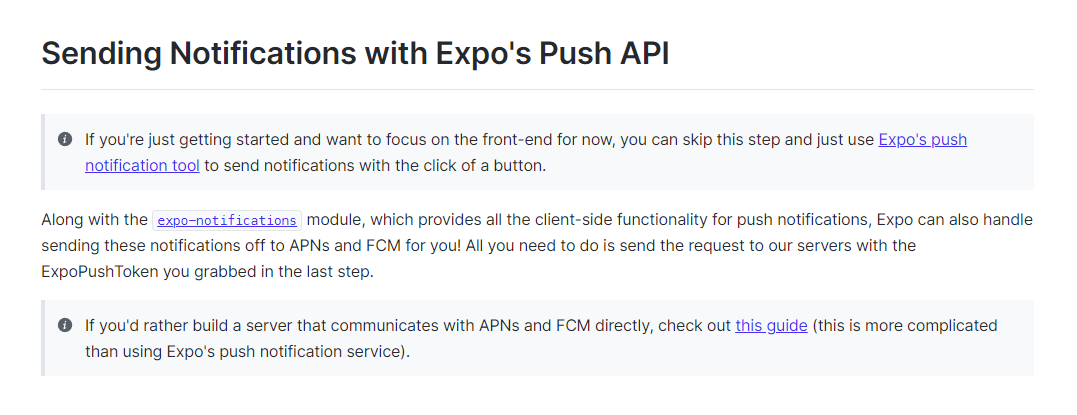 Sending Notifications with Expo's Push API
If you're just getting started and want to focus on the front-end for now, you can skip this step and just use Expo's push
notification tool to send notifications with the click of a button.
Along with the expo-notifications module, which provides all the client-side functionality for push notifications, Expo can also handle
sending these notifications off to APNs and FCM for you! All you need to do is send the request to our servers with the
ExpoPushToken you grabbed in the last step.
If you'd rather build a server that communicates with APNs and FCM directly, check out this guide (this is more complicated
than using Expo's push notification service).